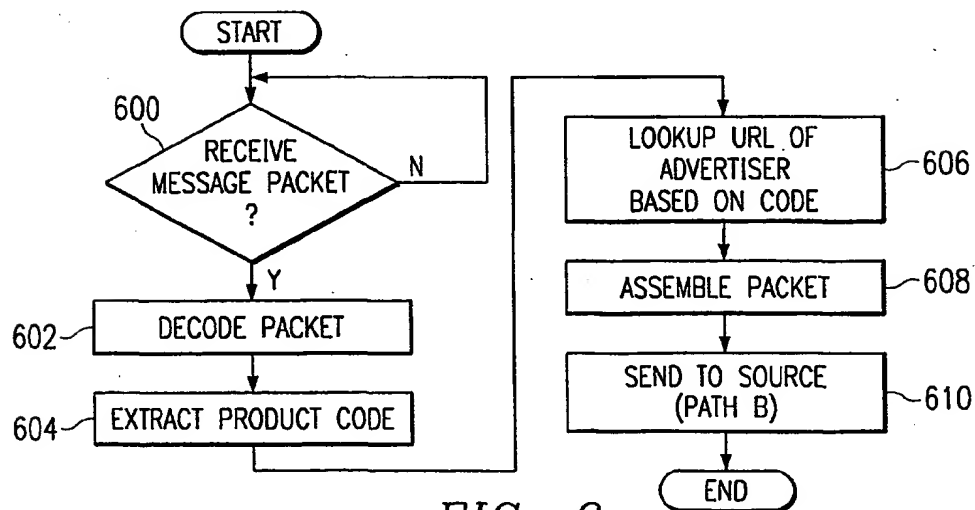 START
600
RECEIVE
MESSAGE PACKET
?
N
Y
602
DECODE PACKET
604
EXTRACT PRODUCT CODE
LOOKUP URL OF
ADVERTISER
BASED ON CODE
606
ASSEMBLE PACKET
608
SEND TO SOURCE
(PATH B)
610
END
FIG.